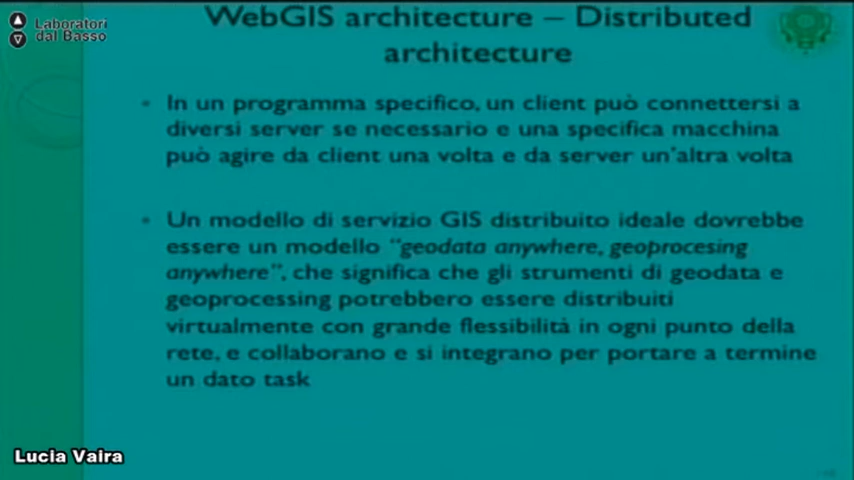 Laboratori
dal Basso
WebGIS architecture – Distributed
architecture
• In un programma specifico, un client può connettersi a
diversi server se necessario e una specifica macchina
può agire da client una volta e da server un'altra volta
• Un modello di servizio GIS distribuito ideale dovrebbe
essere un modello "geodata anywhere, geoprocesing
anywhere", che significa che gli strumenti di geodata e
geoprocessing potrebbero essere distribuiti
virtualmente con grande flessibilità in ogni punto della
rete, e collaborano e si integrano per portare a termine
un dato task
Lucia Vaira